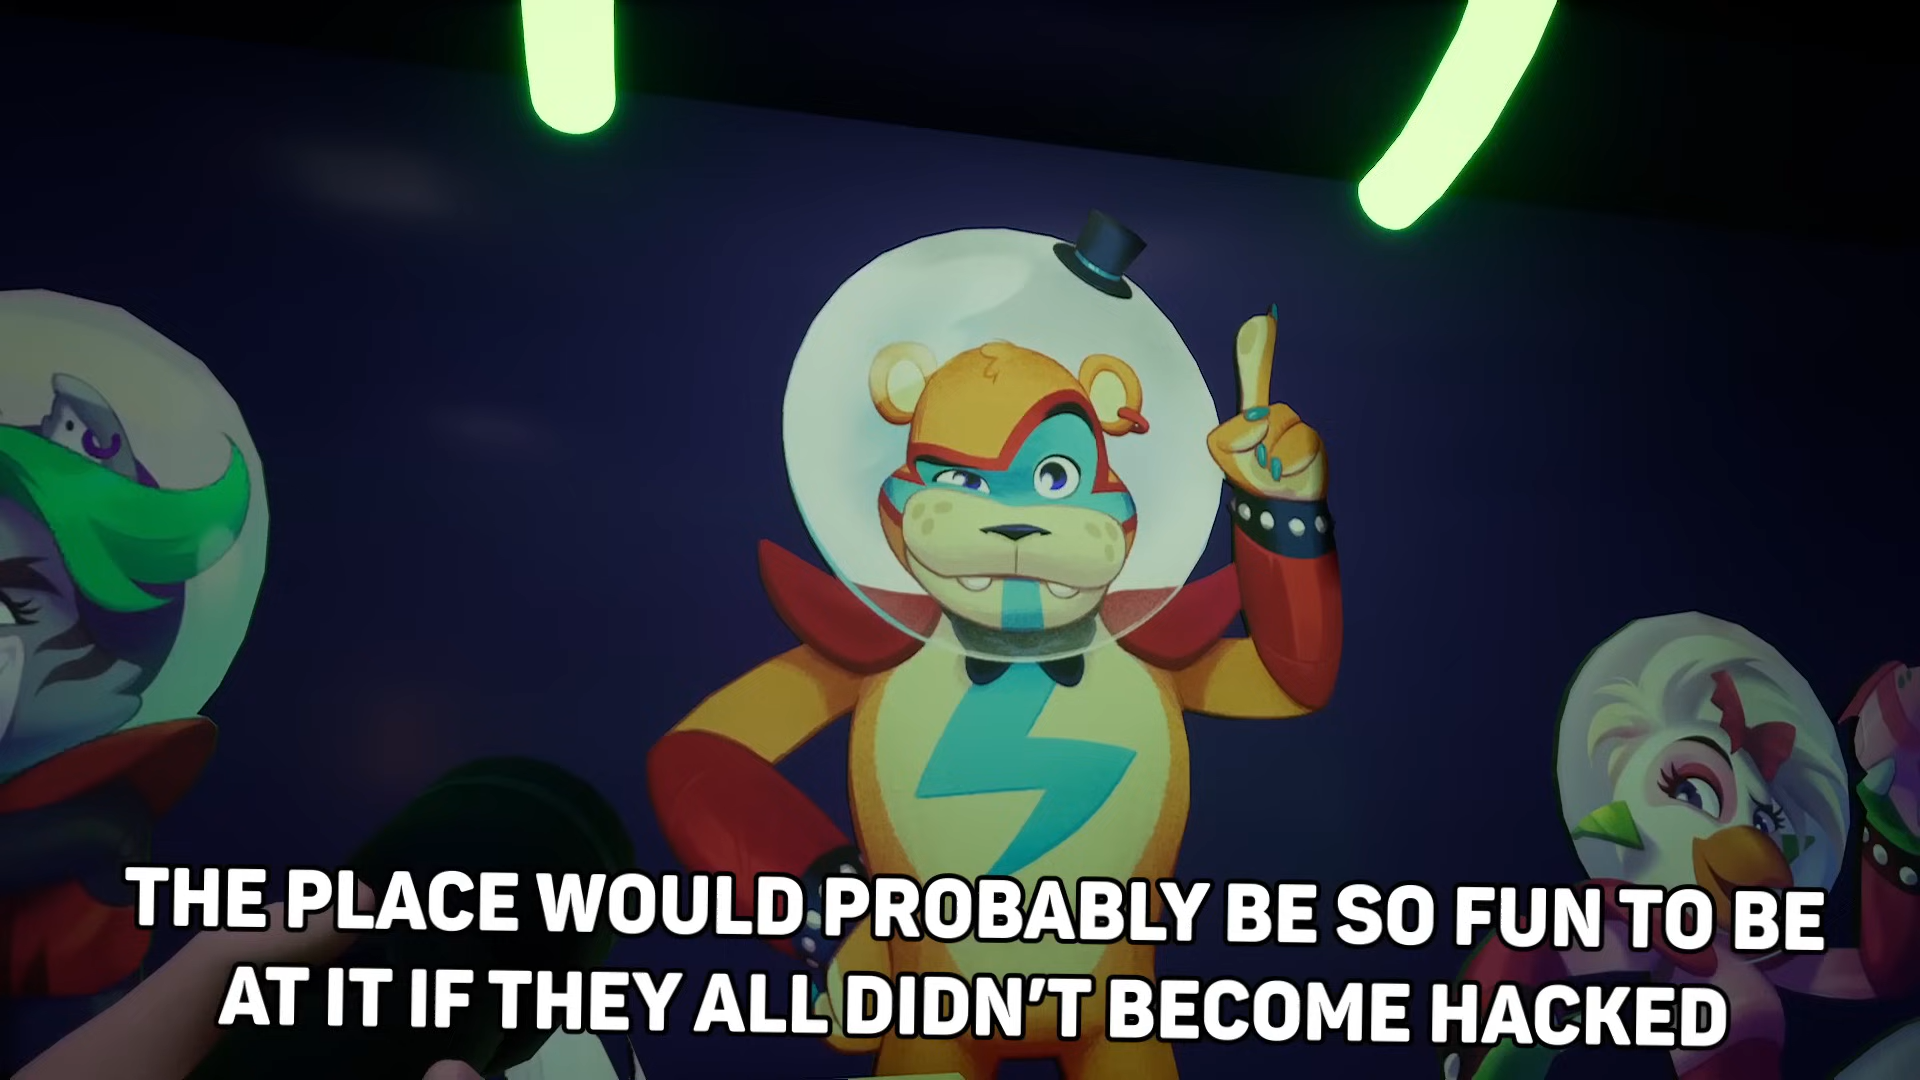 THE PLACE WOULD PROBABLY BE SO FUN TO BE
AT IT IF THEY ALL DIDN'T BECOME HACKED